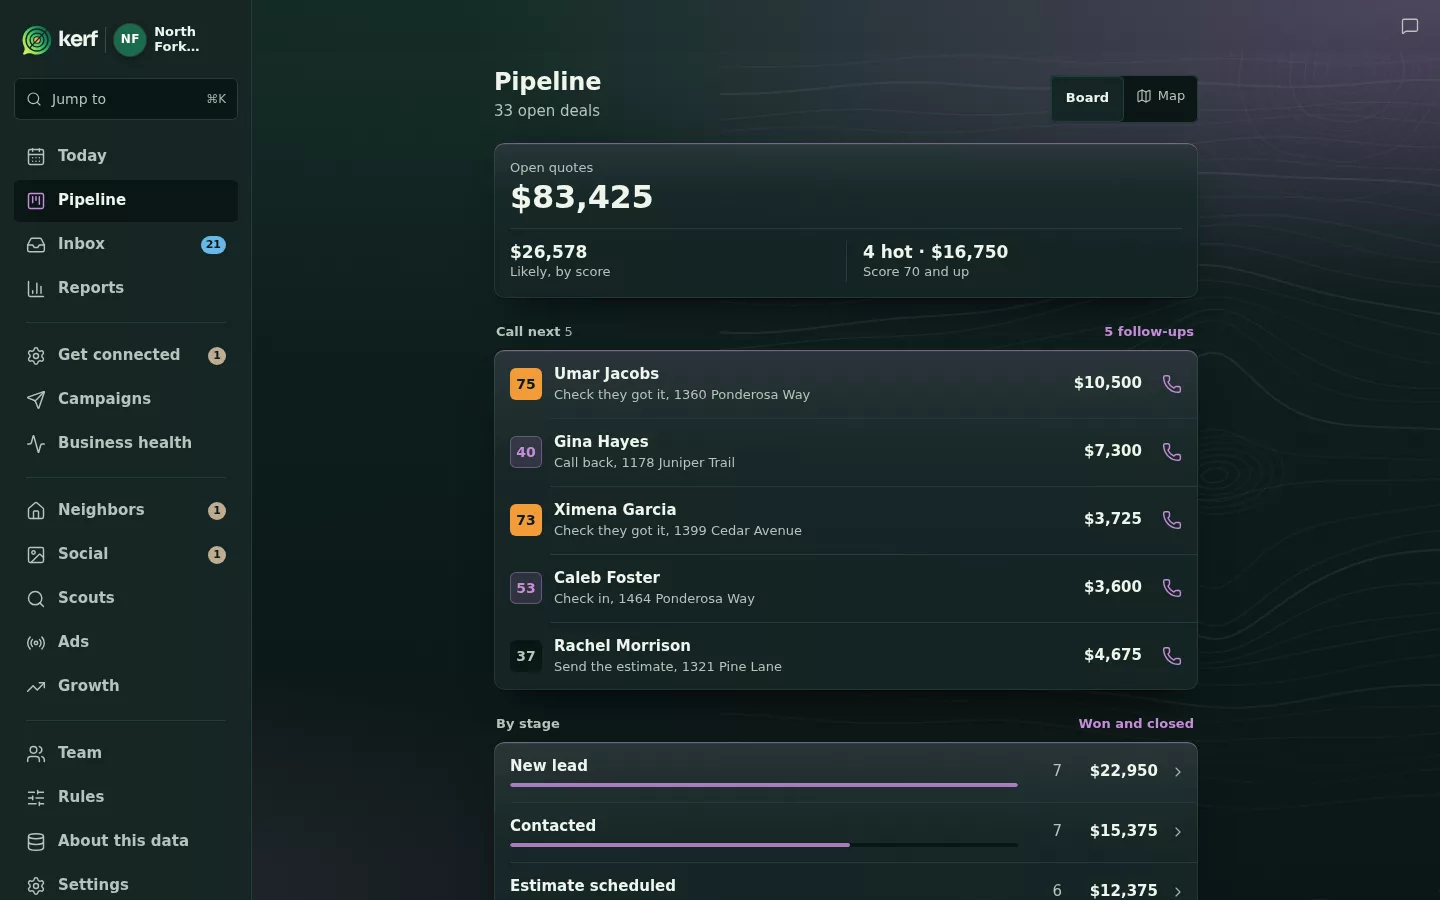 kerf
NF
North
Fork…
Jump to
⌘K
Today
Pipeline
Inbox
21
Reports
Get connected
1
Campaigns
Business health
Neighbors
1
Social
1
Scouts
Ads
Growth
Team
Rules
About this data
Settings
Pipeline
33 open deals
Board
Map
Open quotes
$83,425
$26,578
Likely, by score
4 hot · $16,750
Score 70 and up
Call next 5
5 follow-ups
75
Umar Jacobs
Check they got it, 1360 Ponderosa Way
$10,500
40
Gina Hayes
Call back, 1178 Juniper Trail
$7,300
73
Ximena Garcia
Check they got it, 1399 Cedar Avenue
$3,725
53
Caleb Foster
Check in, 1464 Ponderosa Way
$3,600
37
Rachel Morrison
Send the estimate, 1321 Pine Lane
$4,675
By stage
Won and closed
New lead
7
$22,950
Contacted
7
$15,375
Estimate scheduled
6
$12,375